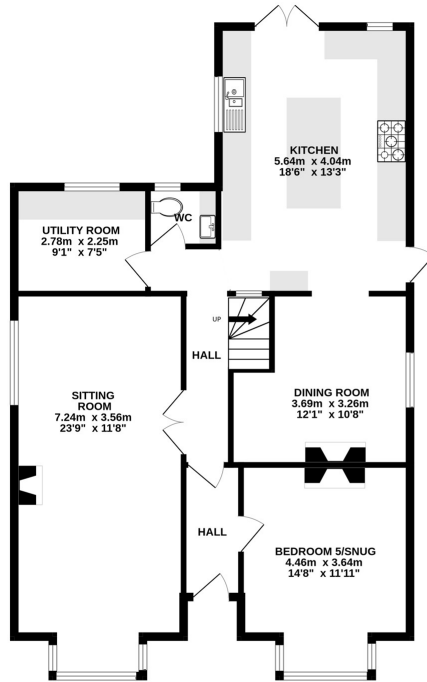 KITCHEN
5.64m x 4.04m
18'6" x 13'3"
WC
UTILITY ROOM
2.78m x 2.25m
9'1" x 7'5"
UP
HALL
SITTING
ROOM
7.24m x 3.56m
23'9" x 11'8"
DINING ROOM
3.69m x 3.26m
12'1" x 10'8"
HALL
BEDROOM 5/SNUG
4.46m x 3.64m
14'8" x 11'11"